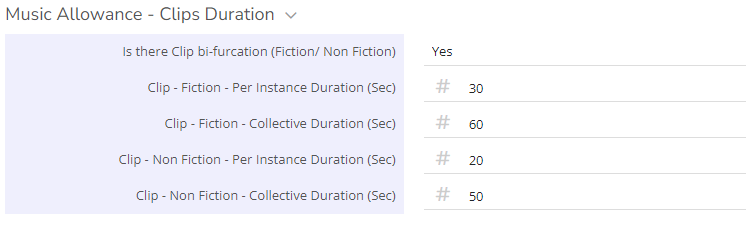 Music Allowance - Clips Duration
Is there Clip bi-furcation (Fiction/ Non Fiction) Yes
Clip - Fiction - Per Instance Duration (Sec) # 30
Clip - Fiction - Collective Duration (Sec) # 60
Clip - Non Fiction - Per Instance Duration (Sec) # 20
Clip - Non Fiction - Collective Duration (Sec) # 50